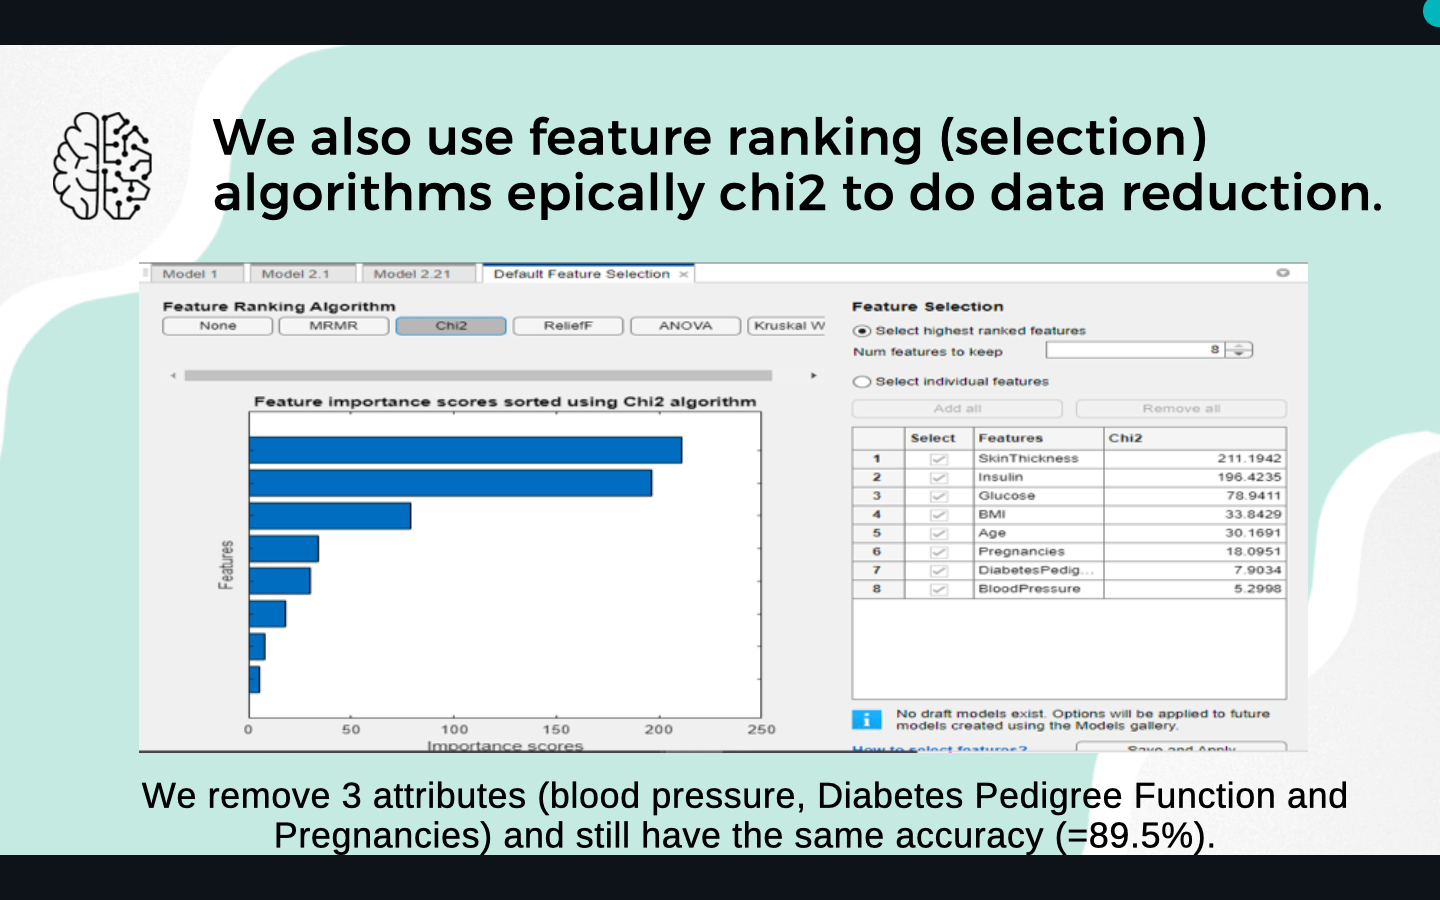 We also use feature ranking (selection)
algorithms epically chi2 to do data reduction.
Model 1
Model 2.1
Model 2.21
Default Feature Selection ×
Feature Ranking Algorithm
None
MRMR
Chi2
ReliefF
ANOVA
Kruskal W
Feature importance scores sorted using Chi2 algorithm
Features
0 50 100 150 200 250
Importance scores
Feature Selection
Select highest ranked features
Num features to keep 8
Select individual features
Add all
Remove all
Select Features Chi2
1 SkinThickness 211.1942
2 Insulin 196.4235
3 Glucose 78.9411
4 BMI 33.8429
5 Age 30.1691
6 Pregnancies 18.0951
7 DiabetesPedig... 7.9034
8 BloodPressure 5.2998
i
No draft models exist. Options will be applied to future
models created using the Models gallery.
How to select features?
Save and Apply
We remove 3 attributes (blood pressure, Diabetes Pedigree Function and
Pregnancies) and still have the same accuracy (=89.5%).